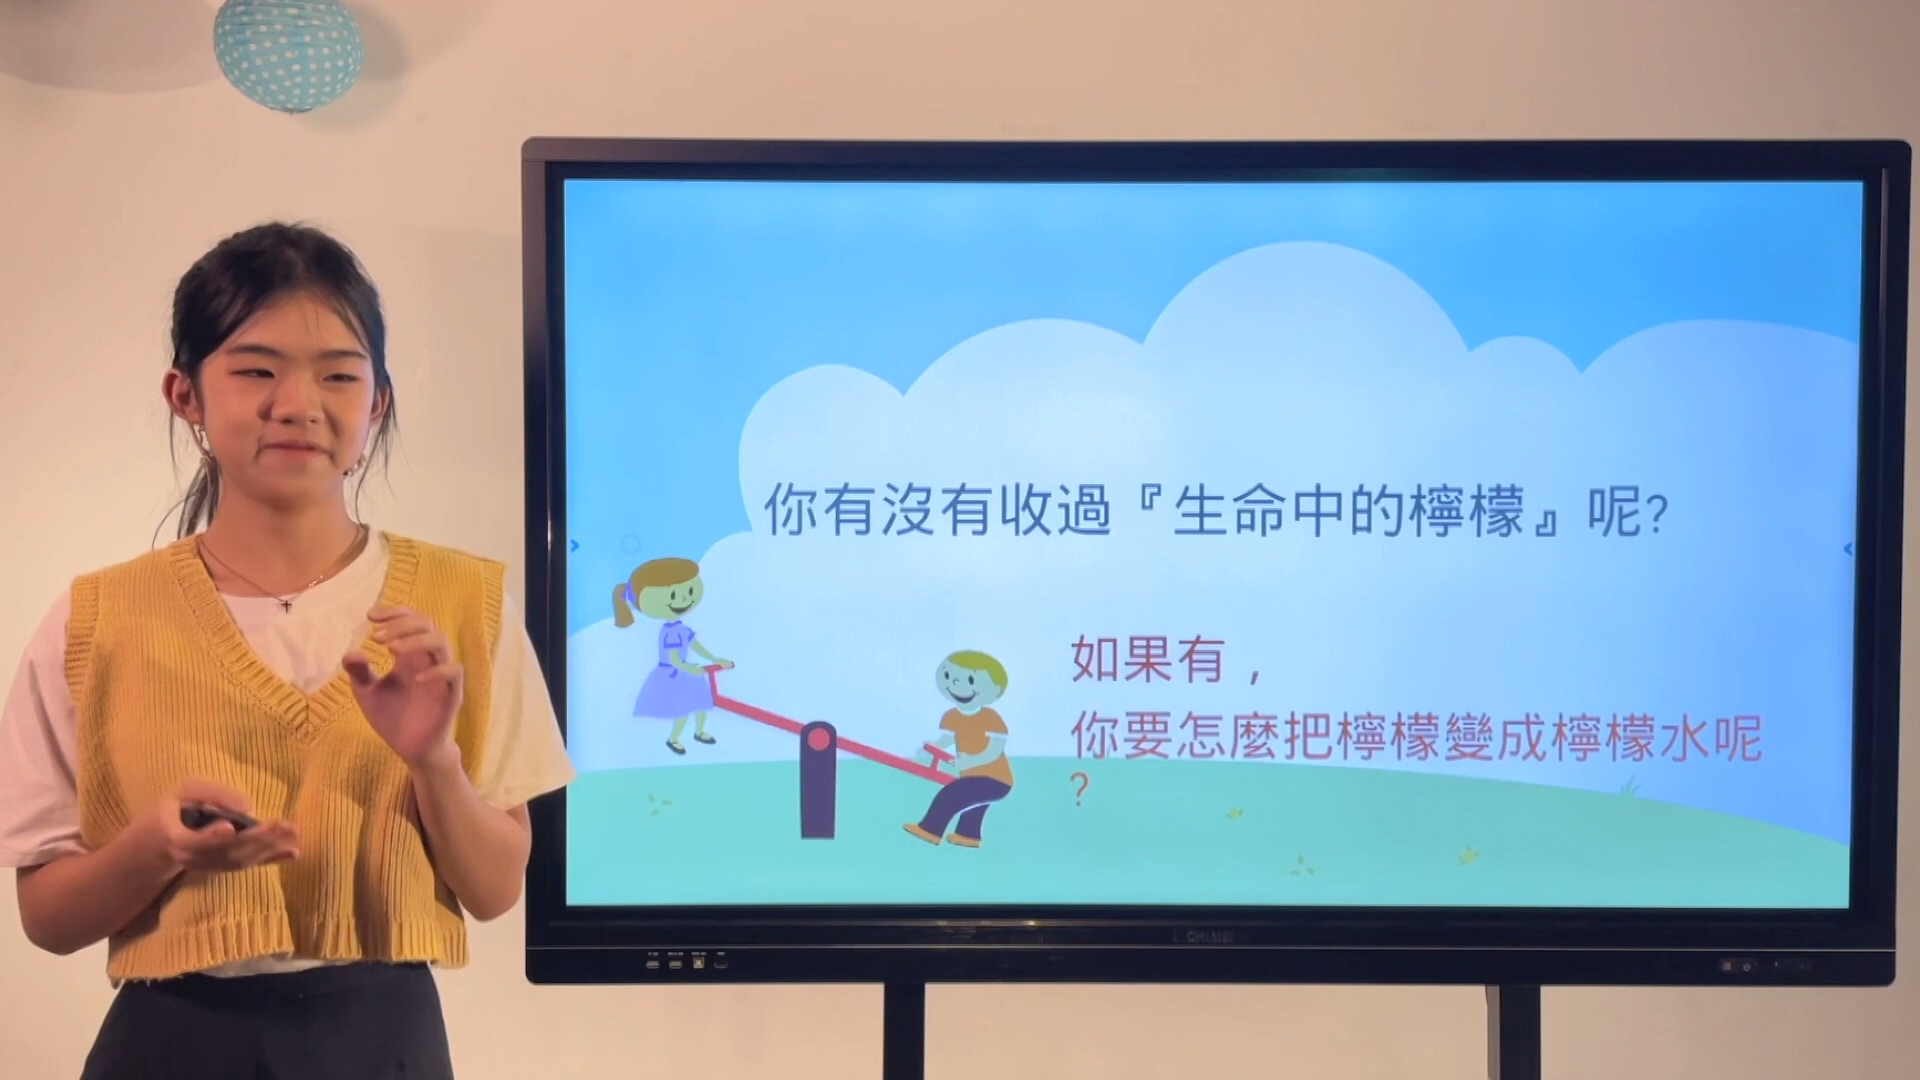 你有沒有收過『生命中的檸檬』呢?
如果有，
你要怎麼把檸檬變成檸檬水呢
?